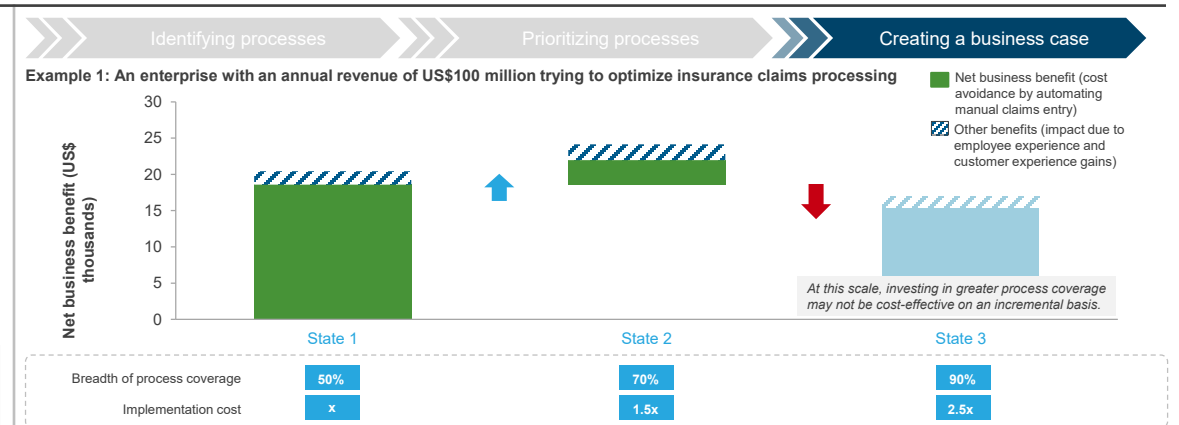 Identifying processes
Prioritizing processes
Creating a business case
Example 1: An enterprise with an annual revenue of US$100 million trying to optimize insurance claims processing
Net business benefit (cost
avoidance by automating
manual claims entry)
Other benefits (impact due to
employee experience and
customer experience gains)
Net business benefit (US$
thousands)
30
25
20
15
10
5
0
At this scale, investing in greater process coverage
may not be cost-effective on an incremental basis.
State 1
State 2
State 3
Breadth of process coverage
50%
70%
90%
Implementation cost
x
1.5x
2.5x